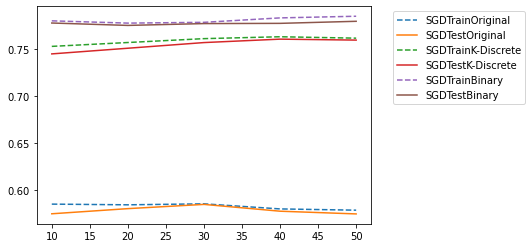 0.75
0.70
0.65
0.60
10 15 20 25 30 35 40 45 50
SGDTrainOriginal
SGDTestOriginal
SGDTrainK-Discrete
SGDTestK-Discrete
SGDTrainBinary
SGDTestBinary